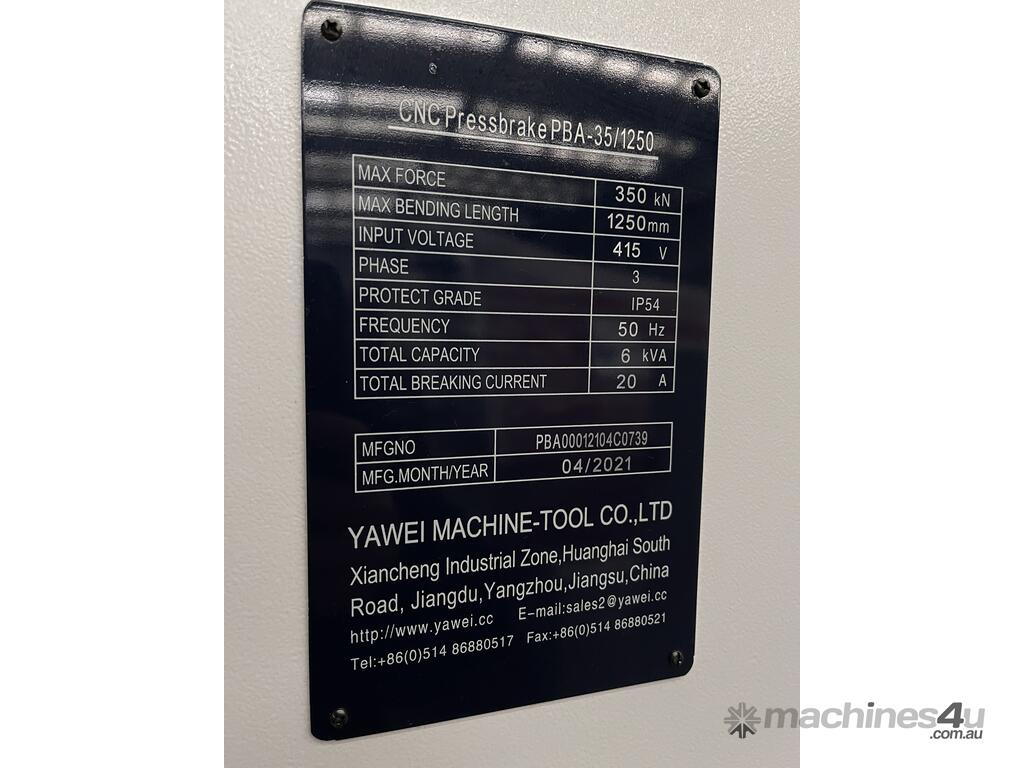 CNC Pressbrake PBA-35/1250
MAX FORCE 350 kN
MAX BENDING LENGTH 1250mm
INPUT VOLTAGE 415 V
PHASE 3
PROTECT GRADE IP54
FREQUENCY 50 Hz
TOTAL CAPACITY 6 kVA
TOTAL BREAKING CURRENT 20 A
MFGNO PBA00012104C0739
MFG.MONTH/YEAR 04/2021
YAWEI MACHINE-TOOL CO.,LTD
Xiancheng Industrial Zone,Huanghai South
Road, Jiangdu,Yangzhou,Jiangsu,China
http://www.yawei.cc E-mail:sales2@yawei.cc
Tel:+86(0)514 86880517 Fax:+86(0)514 86880521
machines4u
.com.au